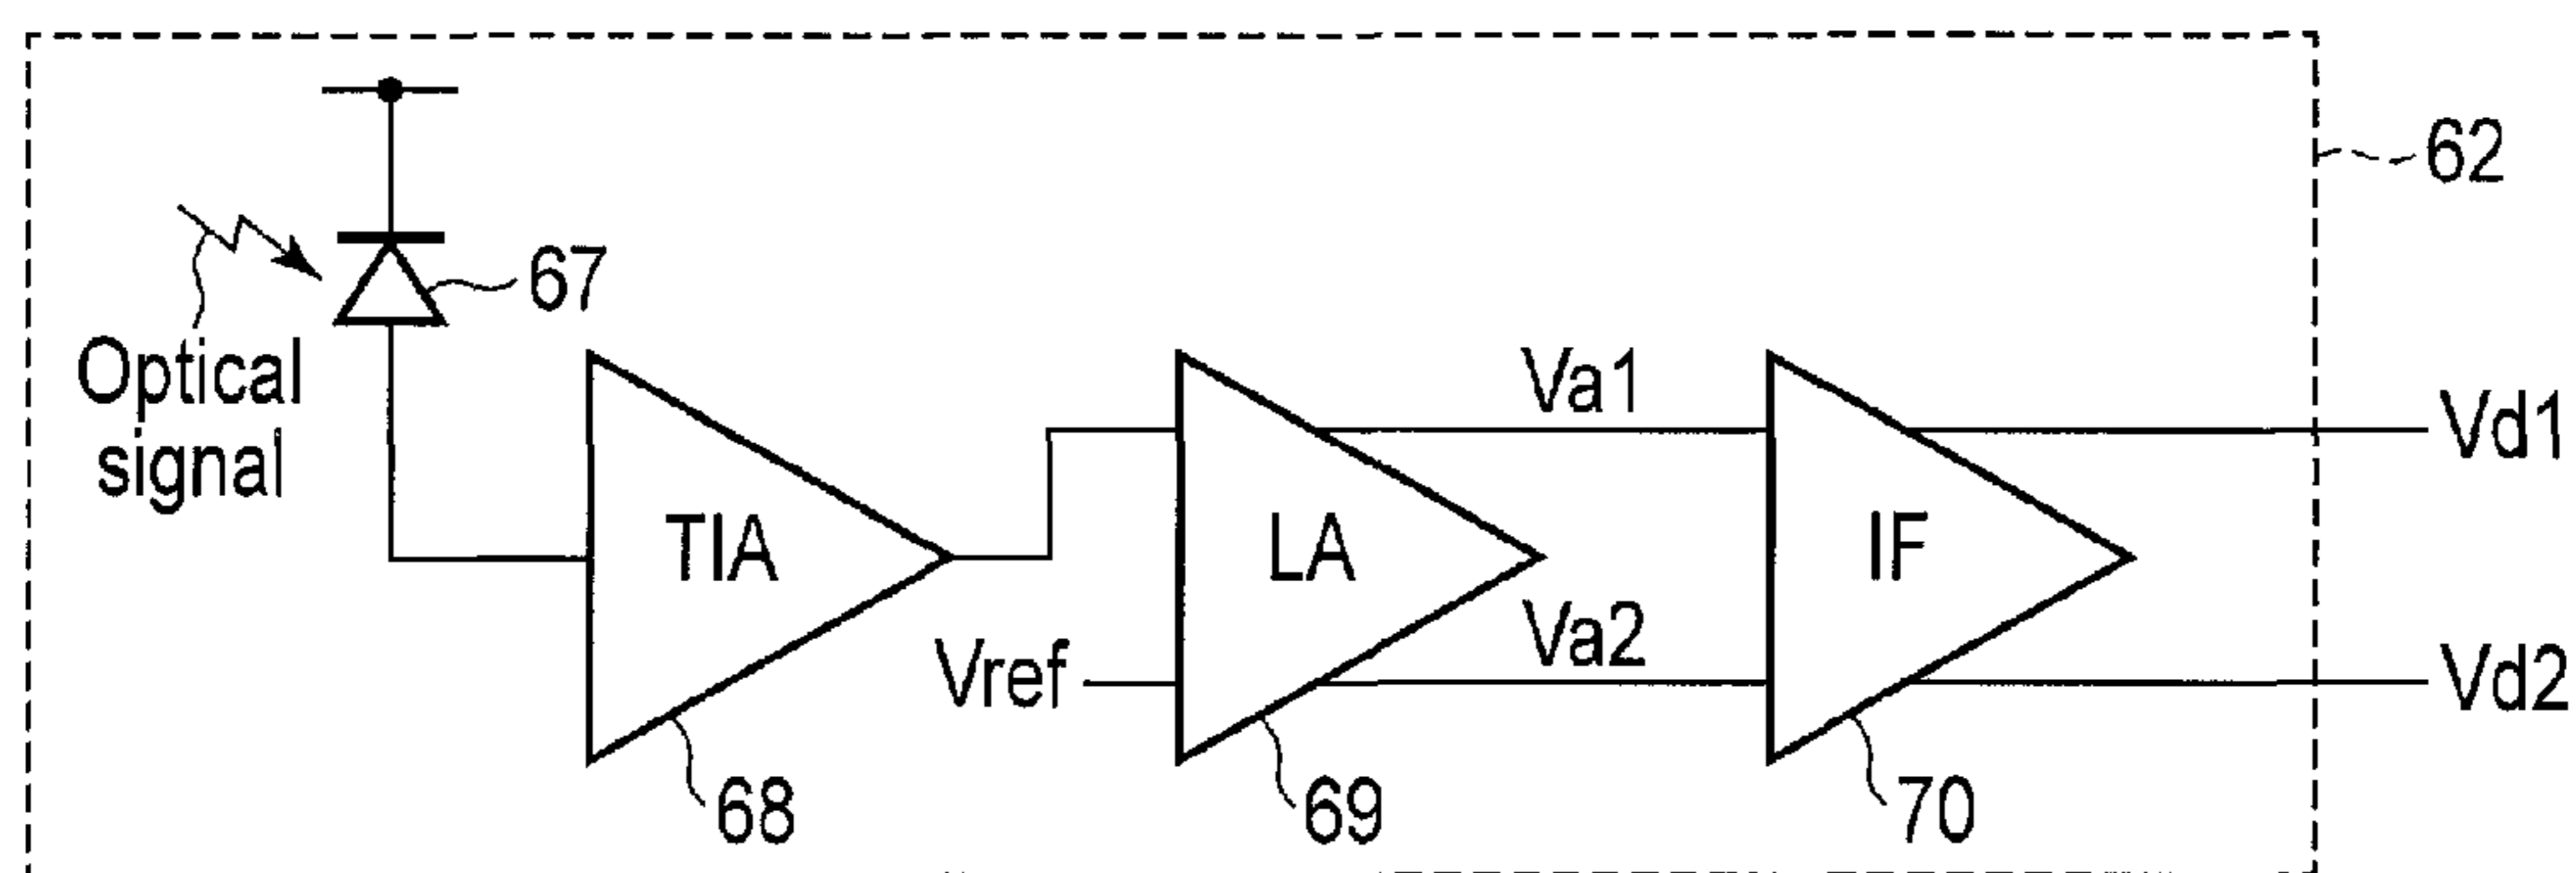 62
67
Optical
signal
Va1
Vd1
TIA
LA
IF
Vref
Va2
Vd2
68
69
70